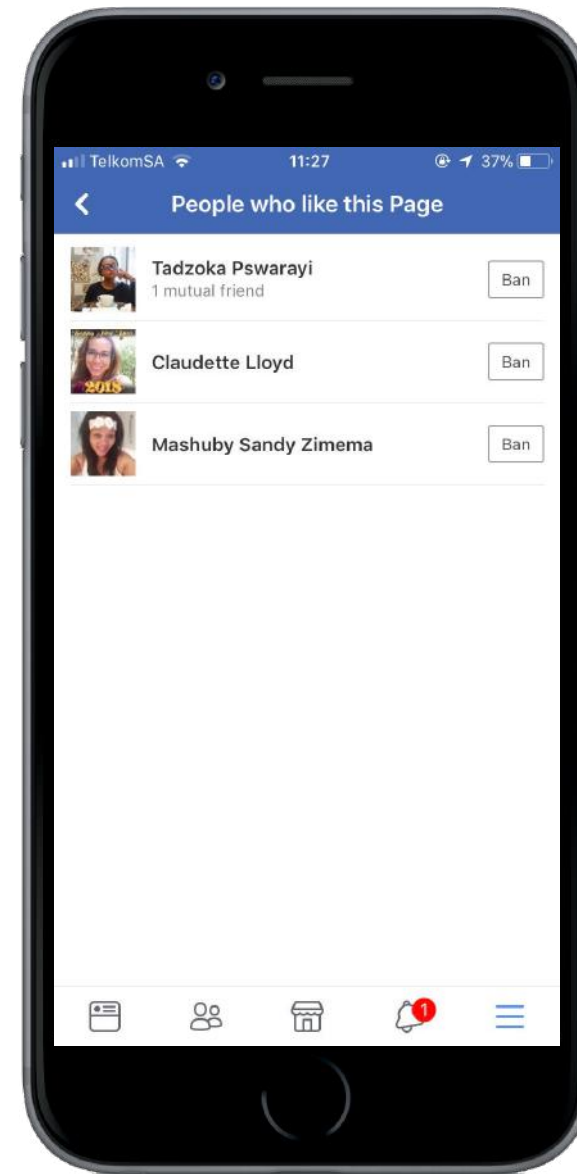 TelkomSA 11:27 37%
People who like this Page
Tadzoka Pswarayi
1 mutual friend
Ban
Claudette Lloyd
Ban
2018
Mashuby Sandy Zimema
Ban
1